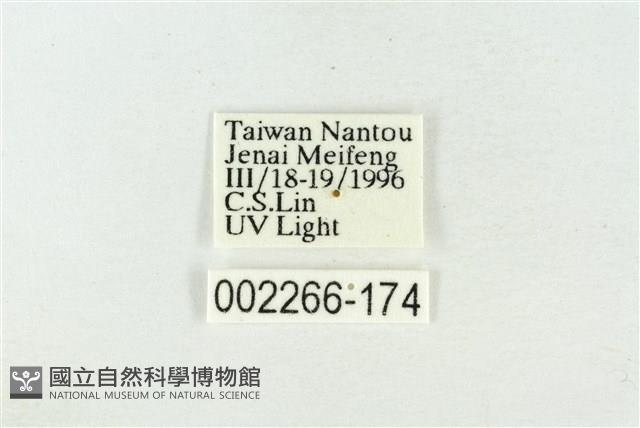 Taiwan Nantou
Jenai Meifeng
III/18-19/1996
C.S.Lin
UV Light
002266-174
國立自然科學博物館
NATIONAL MUSEUM OF NATURAL SCIENCE